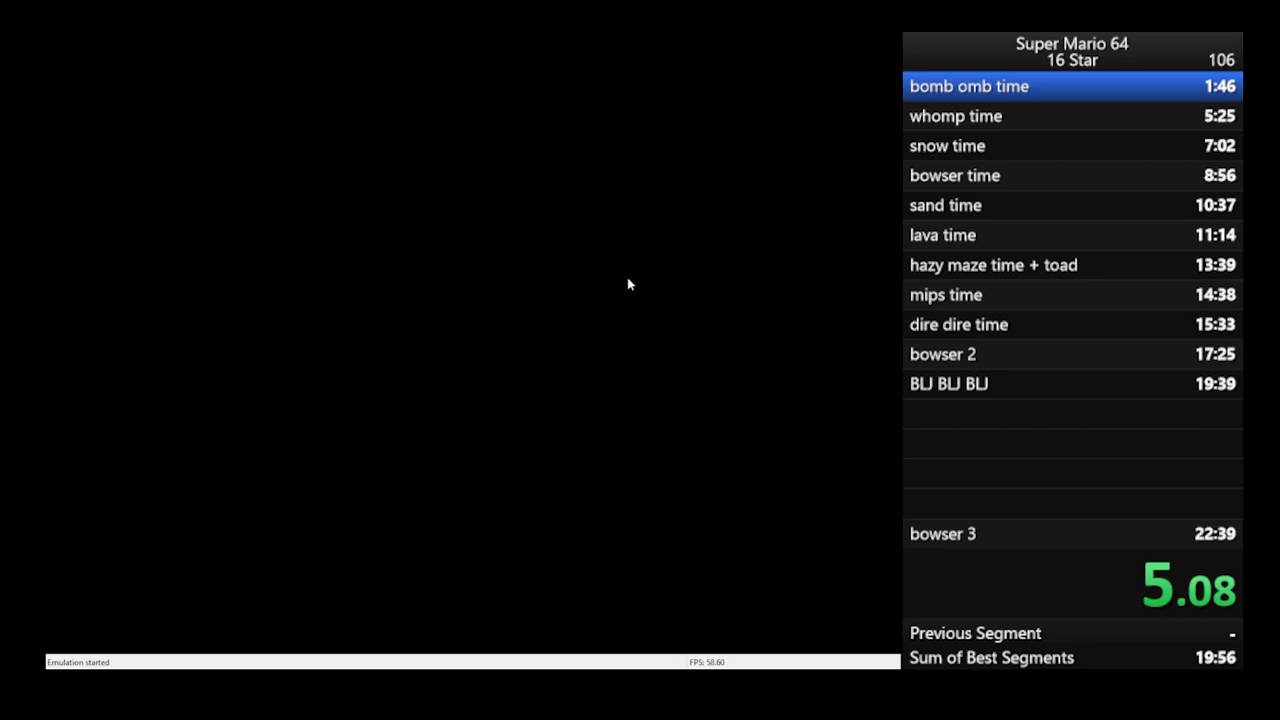 Super Mario 64
16 Star 106
bomb omb time 1:46
whomp time 5:25
snow time 7:02
bowser time 8:56
sand time 10:37
lava time 11:14
hazy maze time + toad 13:39
mips time 14:38
dire dire time 15:33
bowser 2 17:25
BLJ BLJ BLJ 19:39
bowser 3 22:39
5.08
Previous Segment -
Sum of Best Segments 19:56
Emulation started FPS: 58.60